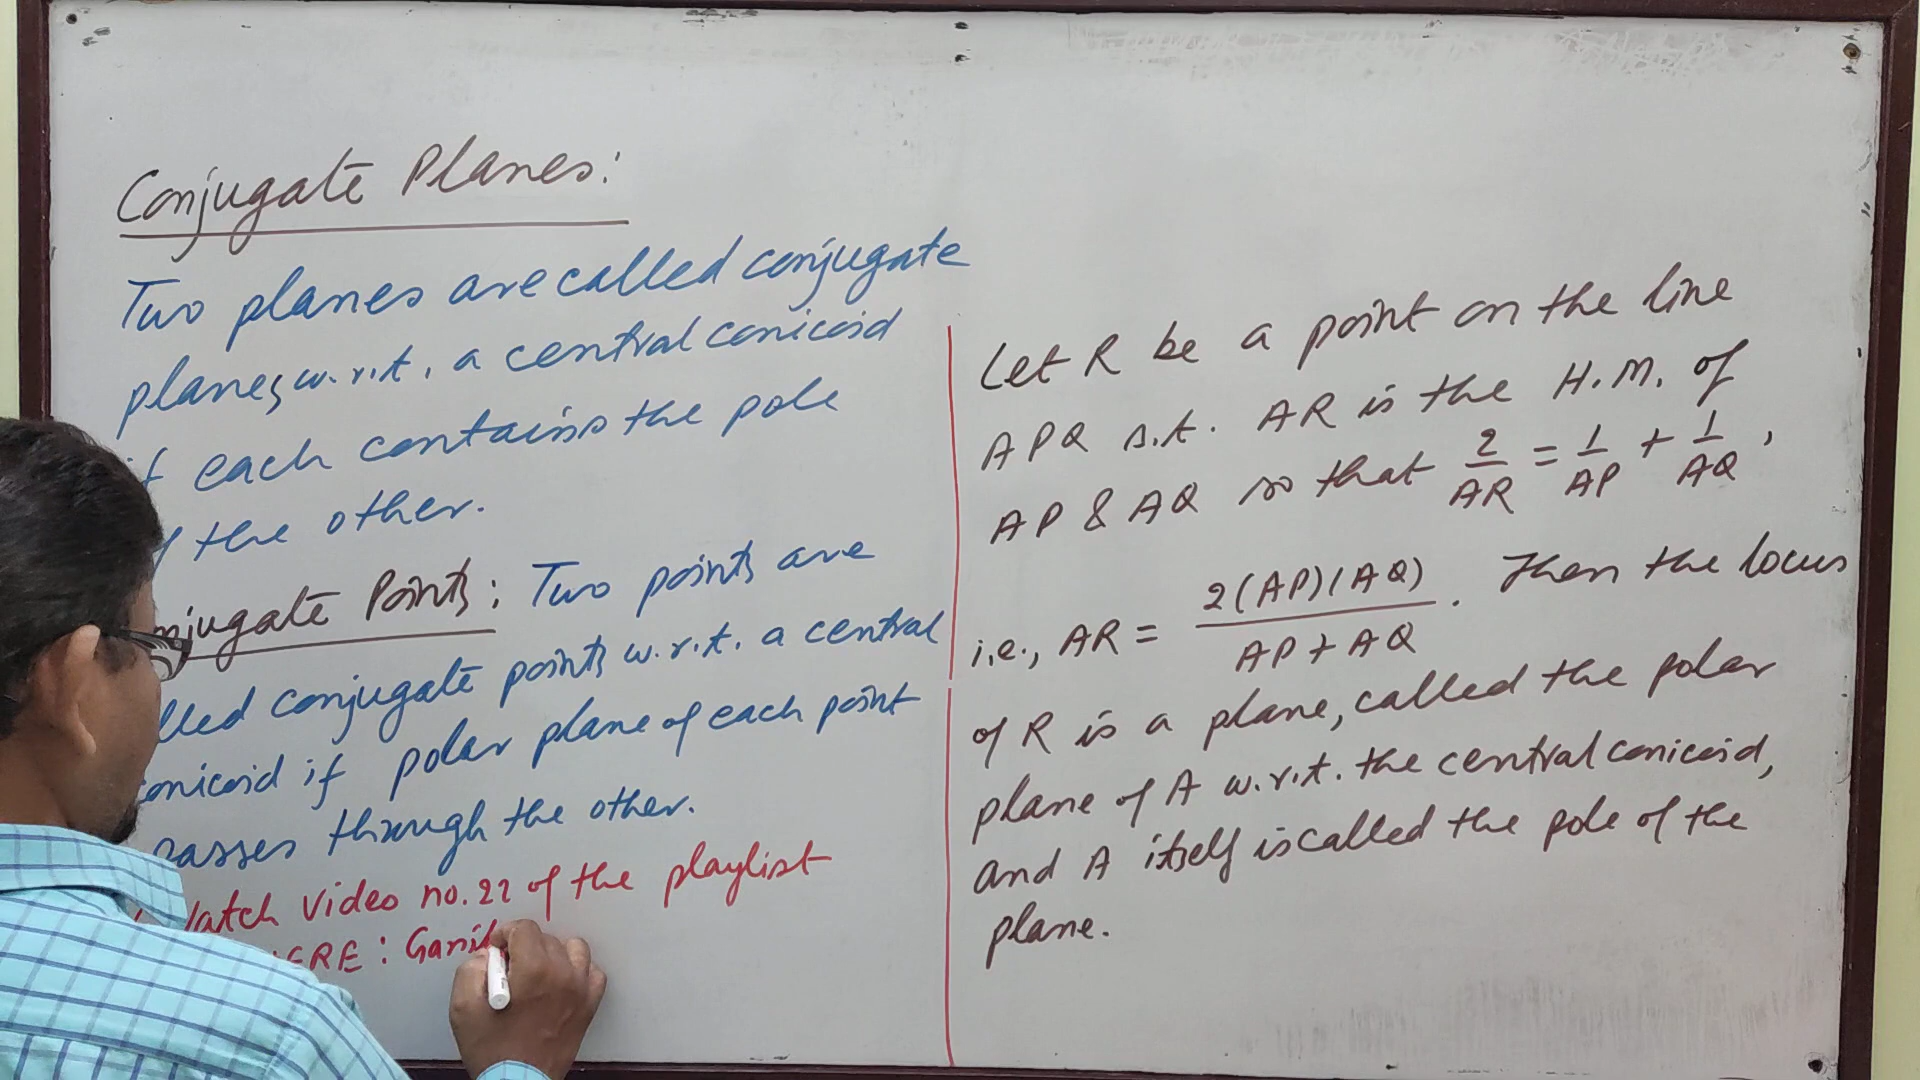 Conjugate Planes:
Two planes are called conjugate
planes, w.r.t. a central conicoid
if each contains the pole
the other.
Conjugate Points: Two points are
called conjugate points w.r.t. a central
conicoid if polar plane of each point
passes through the other.
Watch video no. 22 of the playlist
Let R be a point on the line
APQ s.t. AR is the H.M. of
AP & AQ so that 2/AR = 1/AP + 1/AQ,
i.e., AR = 2(AP)(AQ)/AP+AQ. Then the locus
of R is a plane, called the polar
plane of A w.r.t. the central conicoid,
and A itself is called the pole of the
plane.